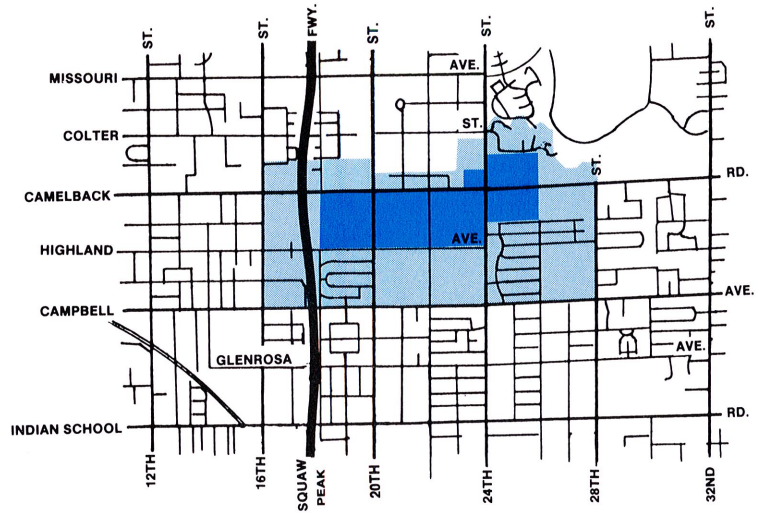 ST.
ST.
FWY.
ST.
ST.
ST.
MISSOURI
AVE.
COLTER
ST.
ST.
RD.
CAMELBACK
HIGHLAND
AVE.
AVE.
CAMPBELL
GLENROSA
AVE.
INDIAN SCHOOL
RD.
12TH
16TH
SQUAW
PEAK
20TH
24TH
28TH
32ND